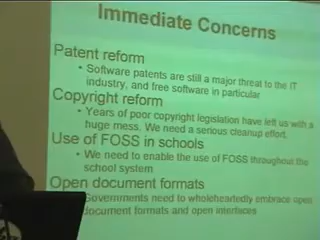 Immediate Concerns
Patent reform
• Software patents are still a major threat to the IT
industry, and free software in particular
Copyright reform
• Years of poor copyright legislation have left us with a
huge mess. We need a serious cleanup effort.
Use of FOSS in schools
• We need to enable the use of FOSS throughout the
school system
Open document formats
Governments need to wholeheartedly embrace open
document formats and open interfaces